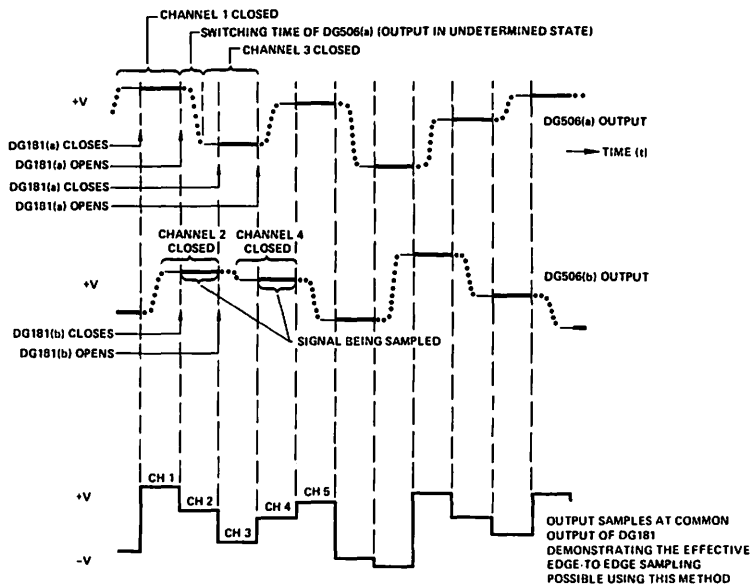 CHANNEL 1 CLOSED
SWITCHING TIME OF DG506(a) (OUTPUT IN UNDETERMINED STATE)
CHANNEL 3 CLOSED
+V
DG506(a) OUTPUT
DG181(a) CLOSES
TIME (t)
DG181(a) OPENS
DG181(a) CLOSES
DG181(a) OPENS
CHANNEL 2
CLOSED
CHANNEL 4
CLOSED
+V
DG506(b) OUTPUT
DG181(b) CLOSES
SIGNAL BEING SAMPLED
DG181(b) OPENS
+V
CH 1
CH 2
CH 3
CH 4
CH 5
-V
OUTPUT SAMPLES AT COMMON
OUTPUT OF DG181
DEMONSTRATING THE EFFECTIVE
EDGE-TO EDGE SAMPLING
POSSIBLE USING THIS METHOD